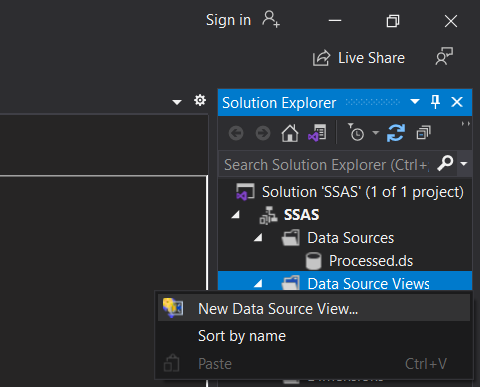 Sign in
Live Share
Solution Explorer
Search Solution Explorer (Ctrl+
Solution 'SSAS' (1 of 1 project)
SSAS
Data Sources
Processed.ds
Data Source Views
New Data Source View...
Sort by name
Paste Ctrl+V